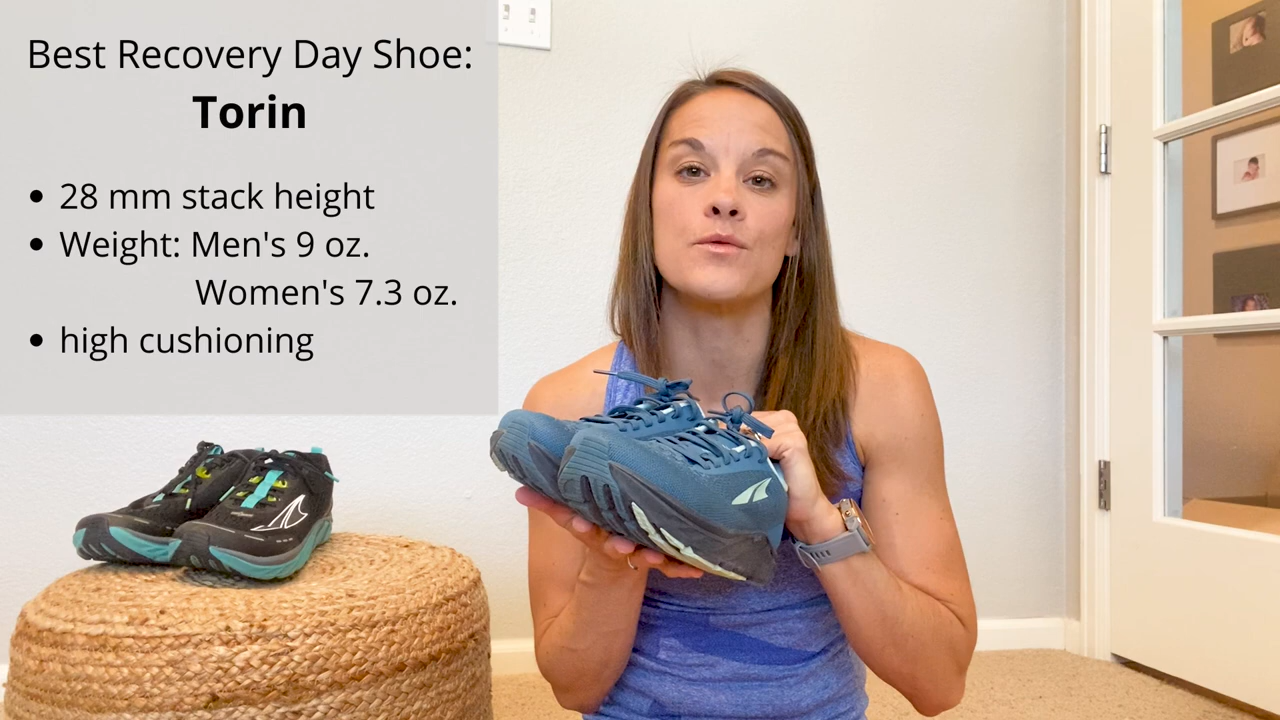 Best Recovery Day Shoe:
Torin
• 28 mm stack height
• Weight: Men's 9 oz.
Women's 7.3 oz.
• high cushioning